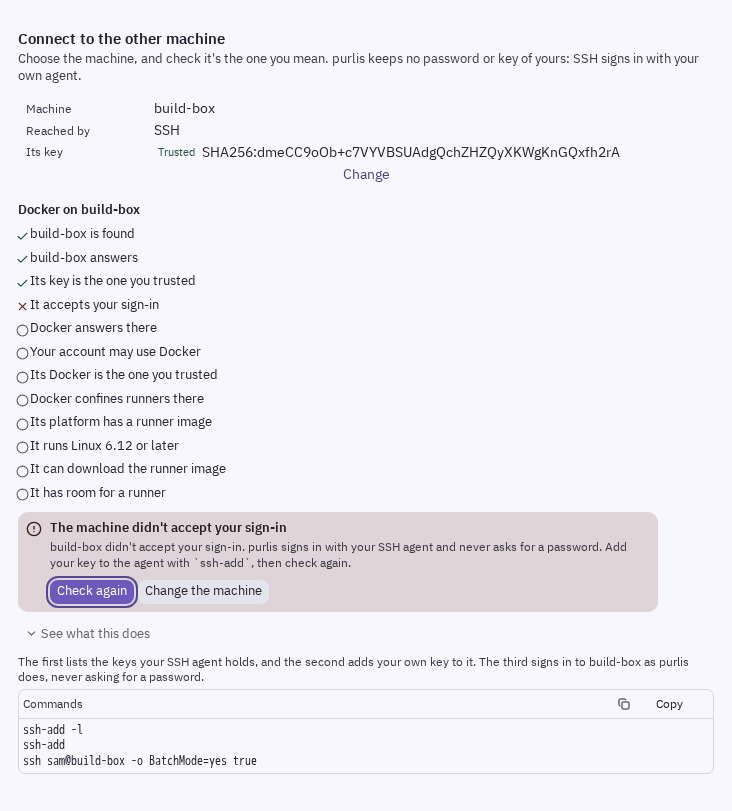 Connect to the other machine
Choose the machine, and check it's the one you mean. purlis keeps no password or key of yours: SSH signs in with your
own agent.
Machine build-box
Reached by SSH
Its key Trusted SHA256:dmeCC9oOb+c7VYVBSUAdgQchZHZQyXKWgKnGQxfh2rA
Change
Docker on build-box
build-box is found
build-box answers
Its key is the one you trusted
It accepts your sign-in
Docker answers there
Your account may use Docker
Its Docker is the one you trusted
Docker confines runners there
Its platform has a runner image
It runs Linux 6.12 or later
It can download the runner image
It has room for a runner
The machine didn't accept your sign-in
build-box didn't accept your sign-in. purlis signs in with your SSH agent and never asks for a password. Add
your key to the agent with `ssh-add`, then check again.
Check again Change the machine
See what this does
The first lists the keys your SSH agent holds, and the second adds your own key to it. The third signs in to build-box as purlis
does, never asking for a password.
Commands Copy
ssh-add -l
ssh-add
ssh sam@build-box -o BatchMode=yes true